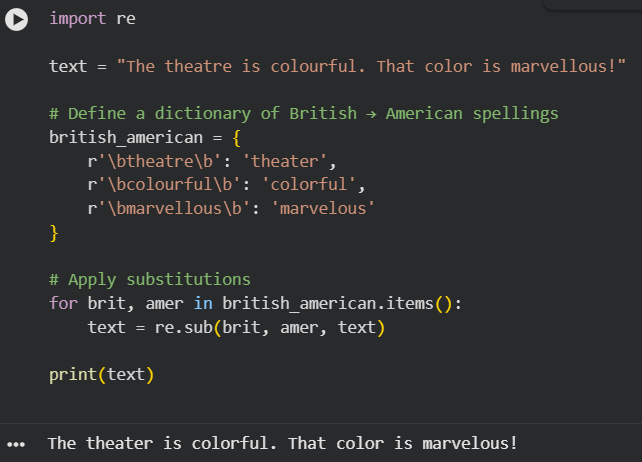 import re
text = "The theatre is colourful. That color is marvellous!"
# Define a dictionary of British → American spellings
british_american = {
    r'\btheatre\b': 'theater',
    r'\bcolourful\b': 'colorful',
    r'\bmarvellous\b': 'marvelous'
}
# Apply substitutions
for brit, amer in british_american.items():
    text = re.sub(brit, amer, text)
print(text)
The theater is colorful. That color is marvelous!